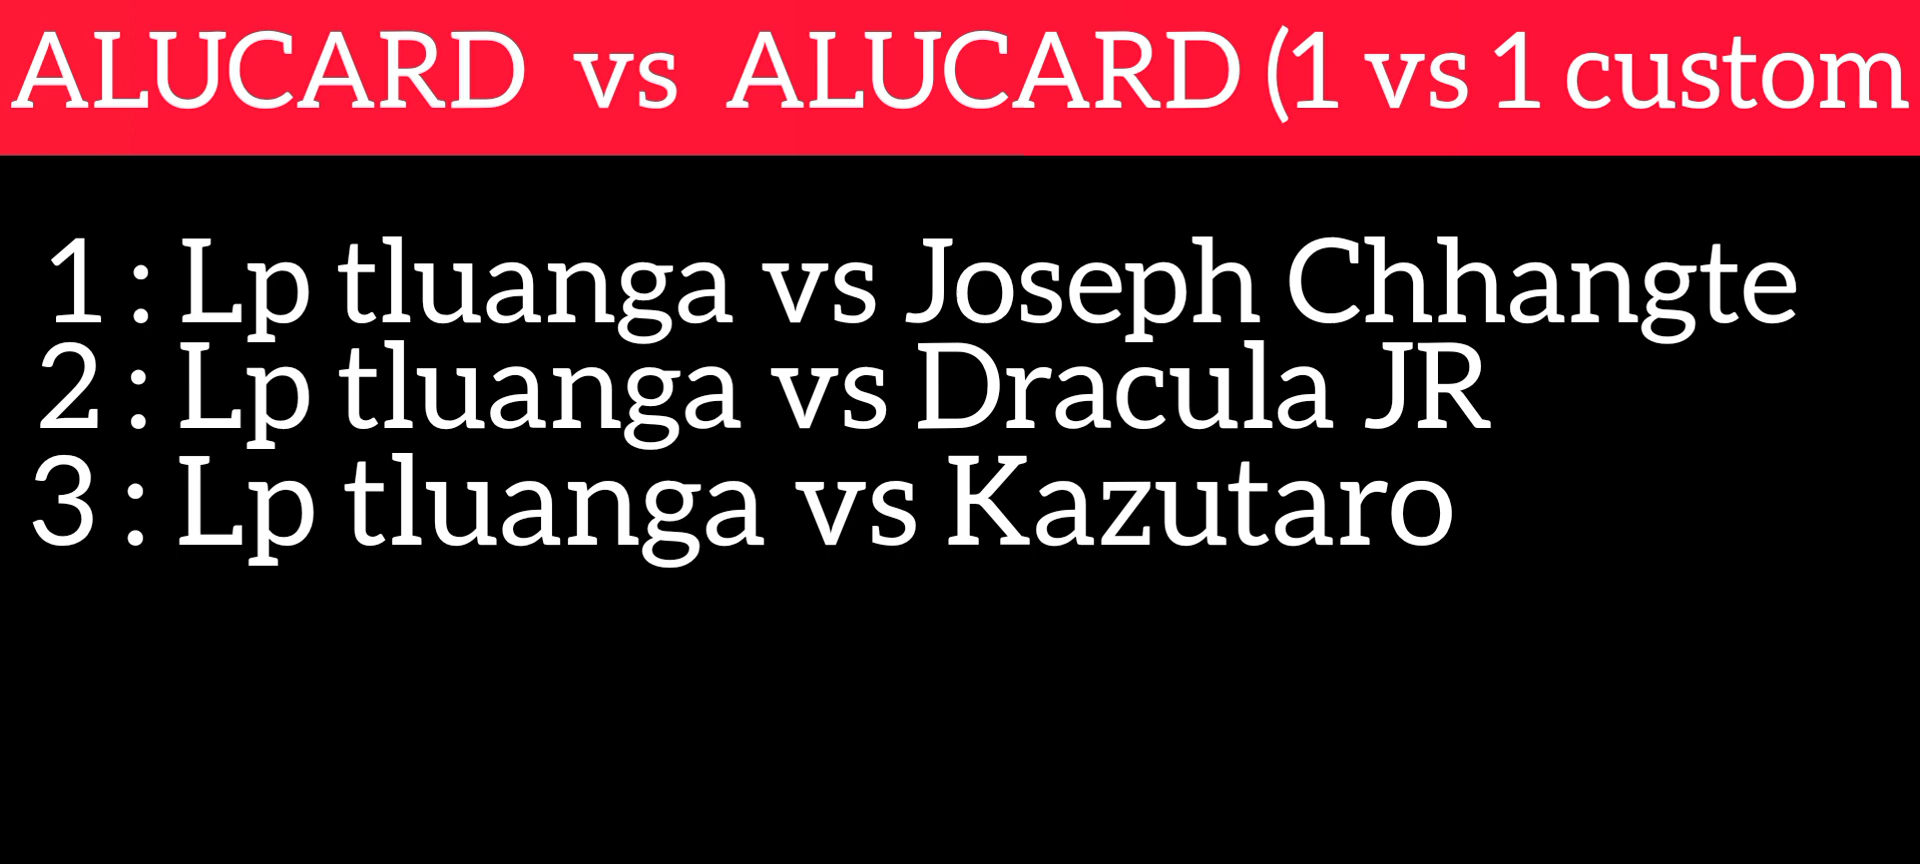 ALUCARD vs ALUCARD (1 vs 1 custom
1 : Lp tluanga vs Joseph Chhangte
2 : Lp tluanga vs Dracula JR
3 : Lp tluanga vs Kazutaro